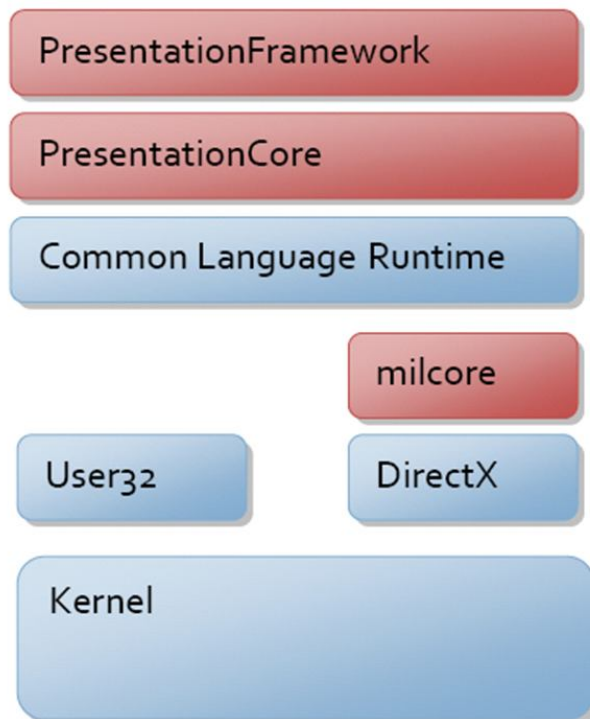 PresentationFramework
PresentationCore
Common Language Runtime
milcore
User32
DirectX
Kernel